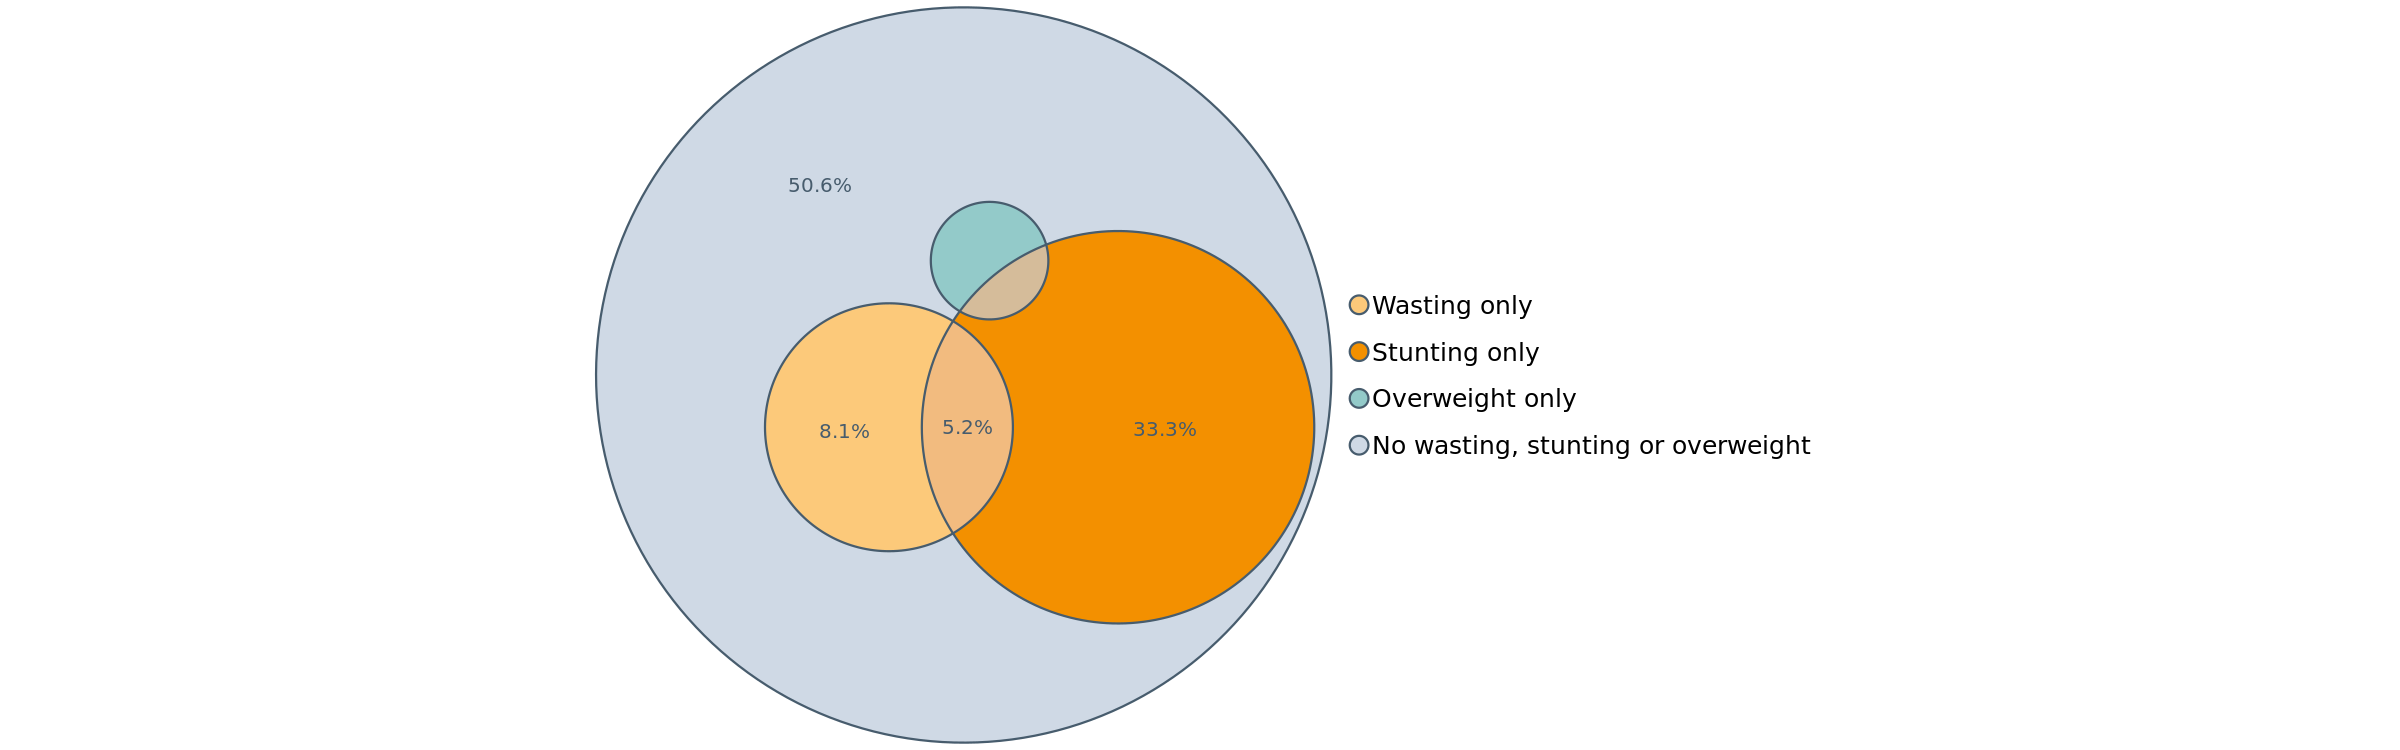 50.6%
8.1%
5.2%
33.3%
Wasting only
Stunting only
Overweight only
No wasting, stunting or overweight